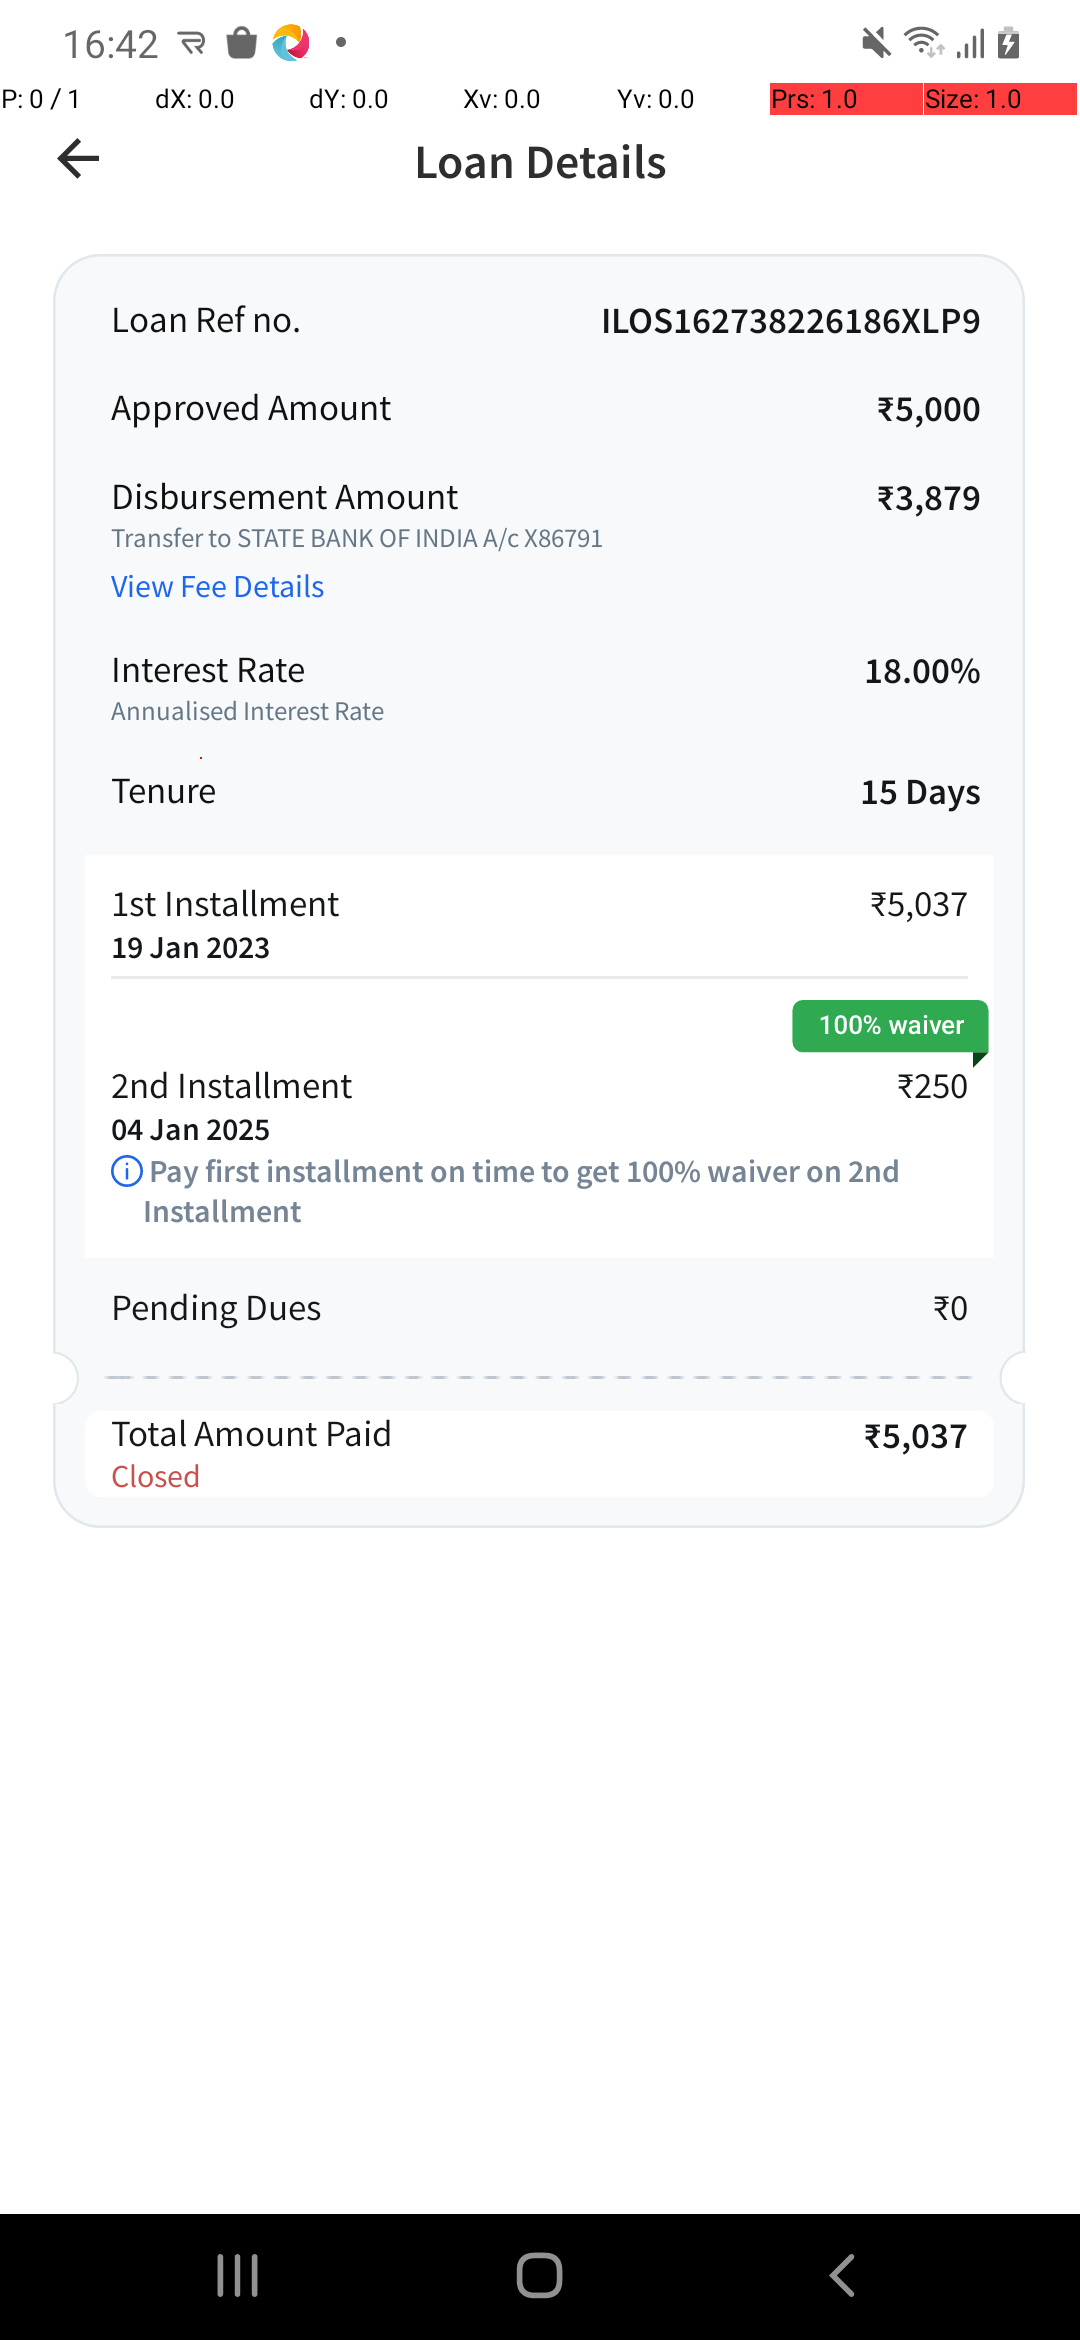 16:42
P: 0 / 1 dX: 0.0 dY: 0.0 Xv: 0.0 Yv: 0.0 Prs: 1.0 Size: 1.0
Loan Details
Loan Ref no. ILOS162738226186XLP9
Approved Amount ₹5,000
Disbursement Amount ₹3,879
Transfer to STATE BANK OF INDIA A/c X86791
View Fee Details
Interest Rate 18.00%
Annualised Interest Rate
Tenure 15 Days
1st Installment ₹5,037
19 Jan 2023
100% waiver
2nd Installment ₹250
04 Jan 2025
Pay first installment on time to get 100% waiver on 2nd
Installment
Pending Dues ₹0
Total Amount Paid ₹5,037
Closed